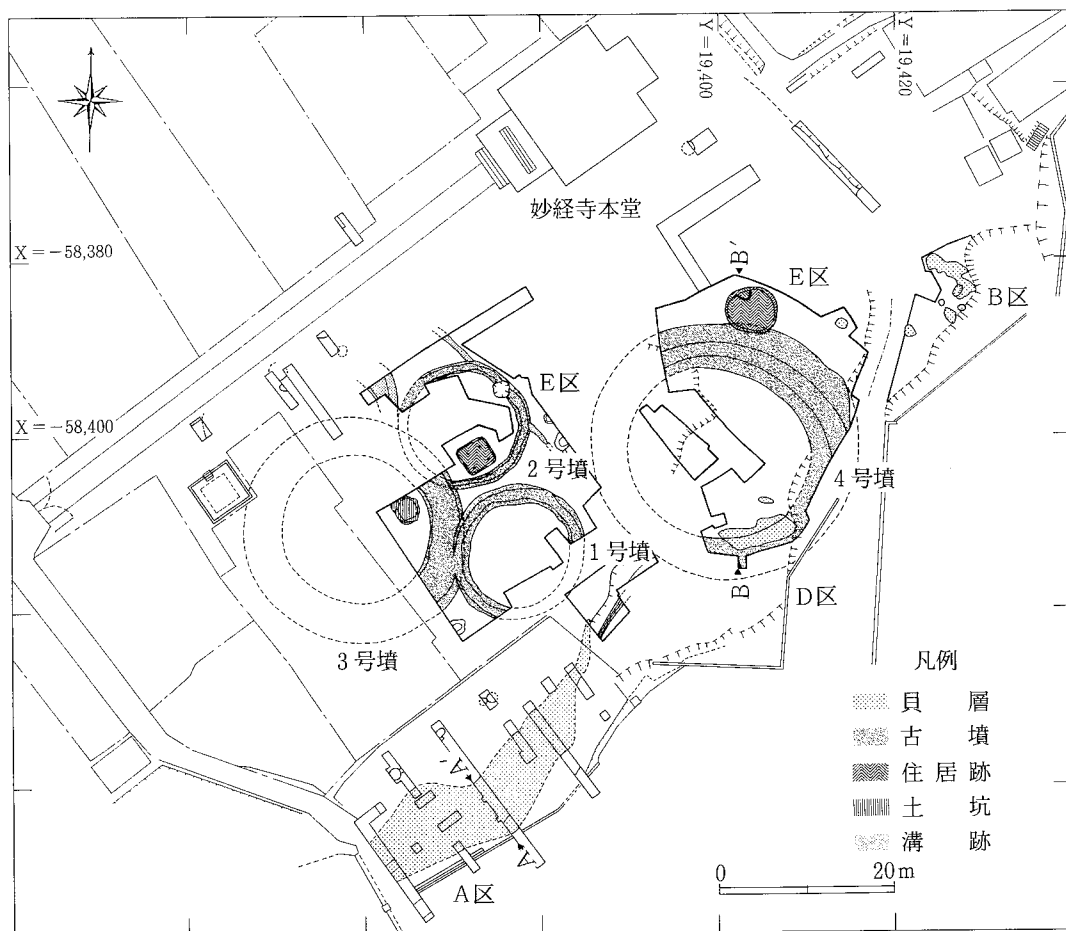 Y = 19,400
Y = 19,420
妙経寺本堂
X = -58,380
B′
E区
B区
E区
X = -58,400
2号墳
4号墳
1号墳
B
D区
3号墳
凡例
貝層
古墳
A′
住居跡
土坑
A
溝跡
0 20m
A区